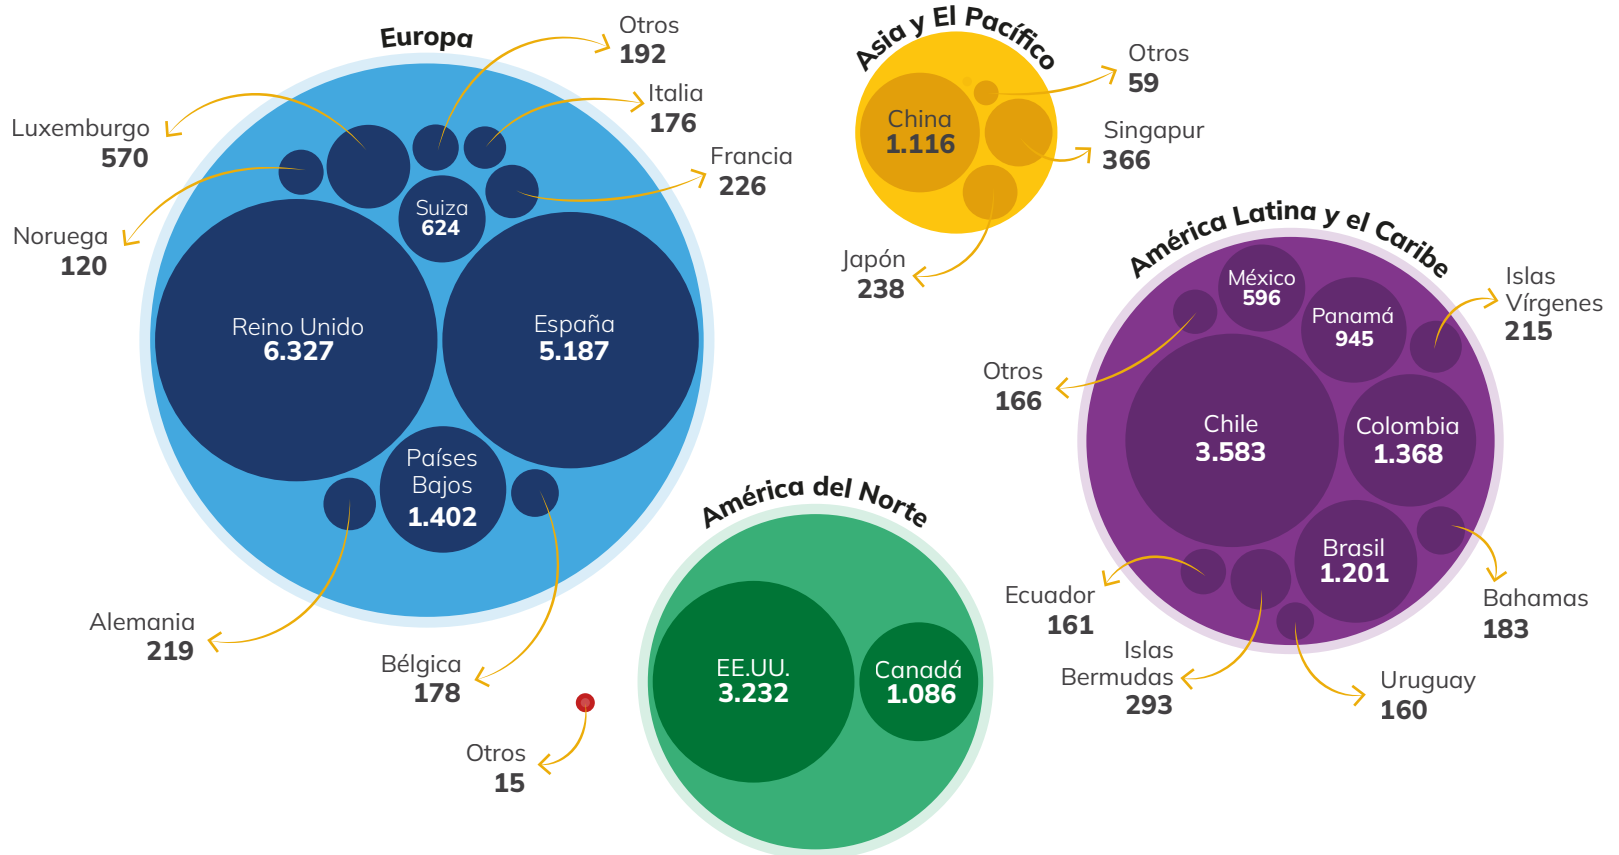 Europa
Otros
192
Italia
176
Francia
226
Luxemburgo
570
Noruega
120
Suiza
624
Reino Unido
6.327
España
5.187
Países
Bajos
1.402
Alemania
219
Bélgica
178
Otros
15
Asia y El Pacífico
Otros
59
China
1.116
Singapur
366
Japón
238
América Latina y el Caribe
México
596
Panamá
945
Islas
Vírgenes
215
Otros
166
Chile
3.583
Colombia
1.368
Brasil
1.201
Bahamas
183
Ecuador
161
Islas
Bermudas
293
Uruguay
160
América del Norte
EE.UU.
3.232
Canadá
1.086